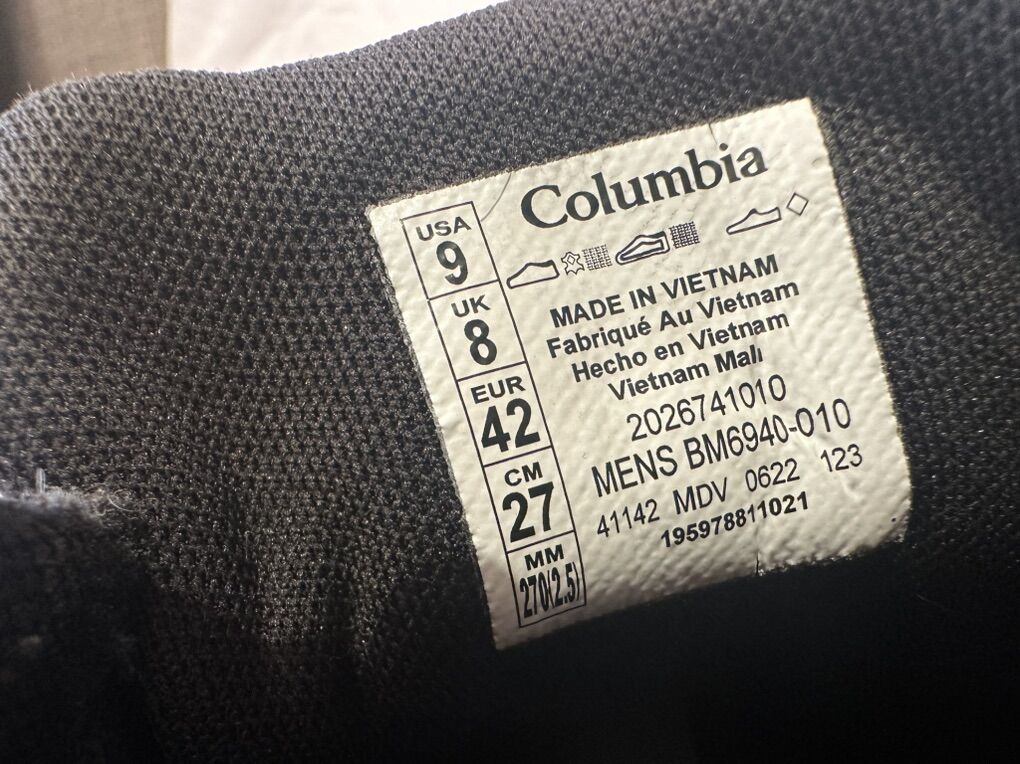 Columbia
USA
9
UK
8
EUR
42
CM
27
MM
270(2.5)
MADE IN VIETNAM
Fabriqué Au Vietnam
Hecho en Vietnam
Vietnam Malı
2026741010
MENS BM6940-010
41142 MDV 0622 123
195978811021